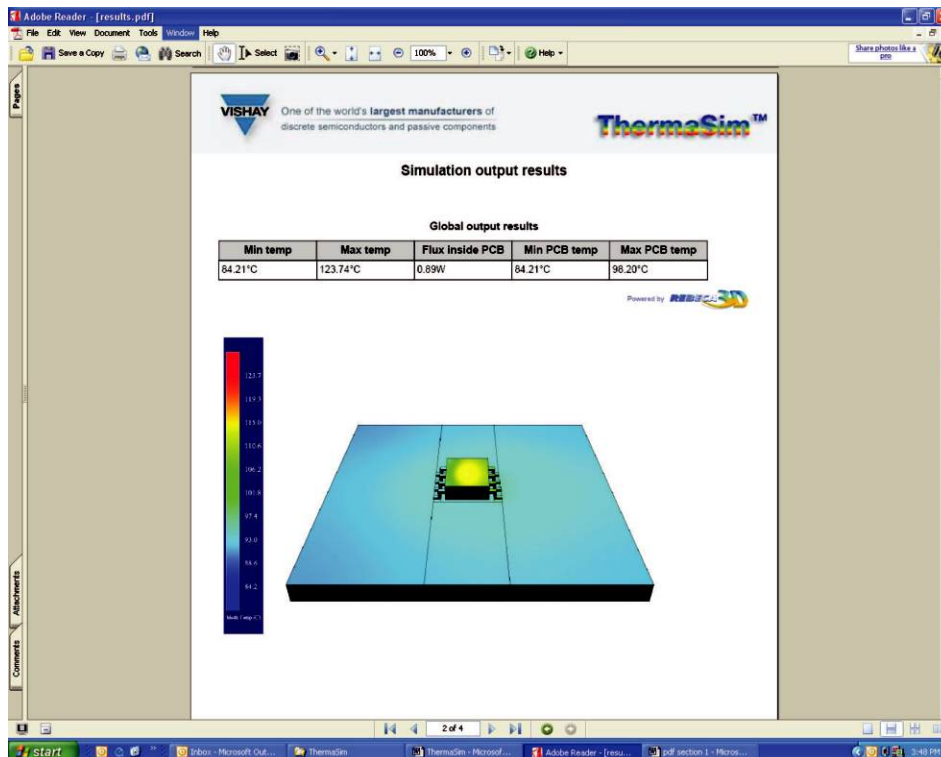 Adobe Reader - [results.pdf]
File Edit View Document Tools Window Help
Save a Copy Search Select 100% Help
Share photos like a
pro
Pages
VISHAY
One of the world's largest manufacturers of
discrete semiconductors and passive components
ThermaSim™
Simulation output results
Global output results
Min temp Max temp Flux inside PCB Min PCB temp Max PCB temp
84.21°C 123.74°C 0.89W 84.21°C 98.20°C
Powered by REBECA 3D
123.7
119.3
115.0
110.6
106.2
101.8
97.4
93.0
88.6
84.2
Attachments
Comments
2 of 4
start Inbox - Microsoft Out... ThermaSim ThermaSim - Microsof... Adobe Reader - [resu... pdf section 1 - Micros... 3:48 PM